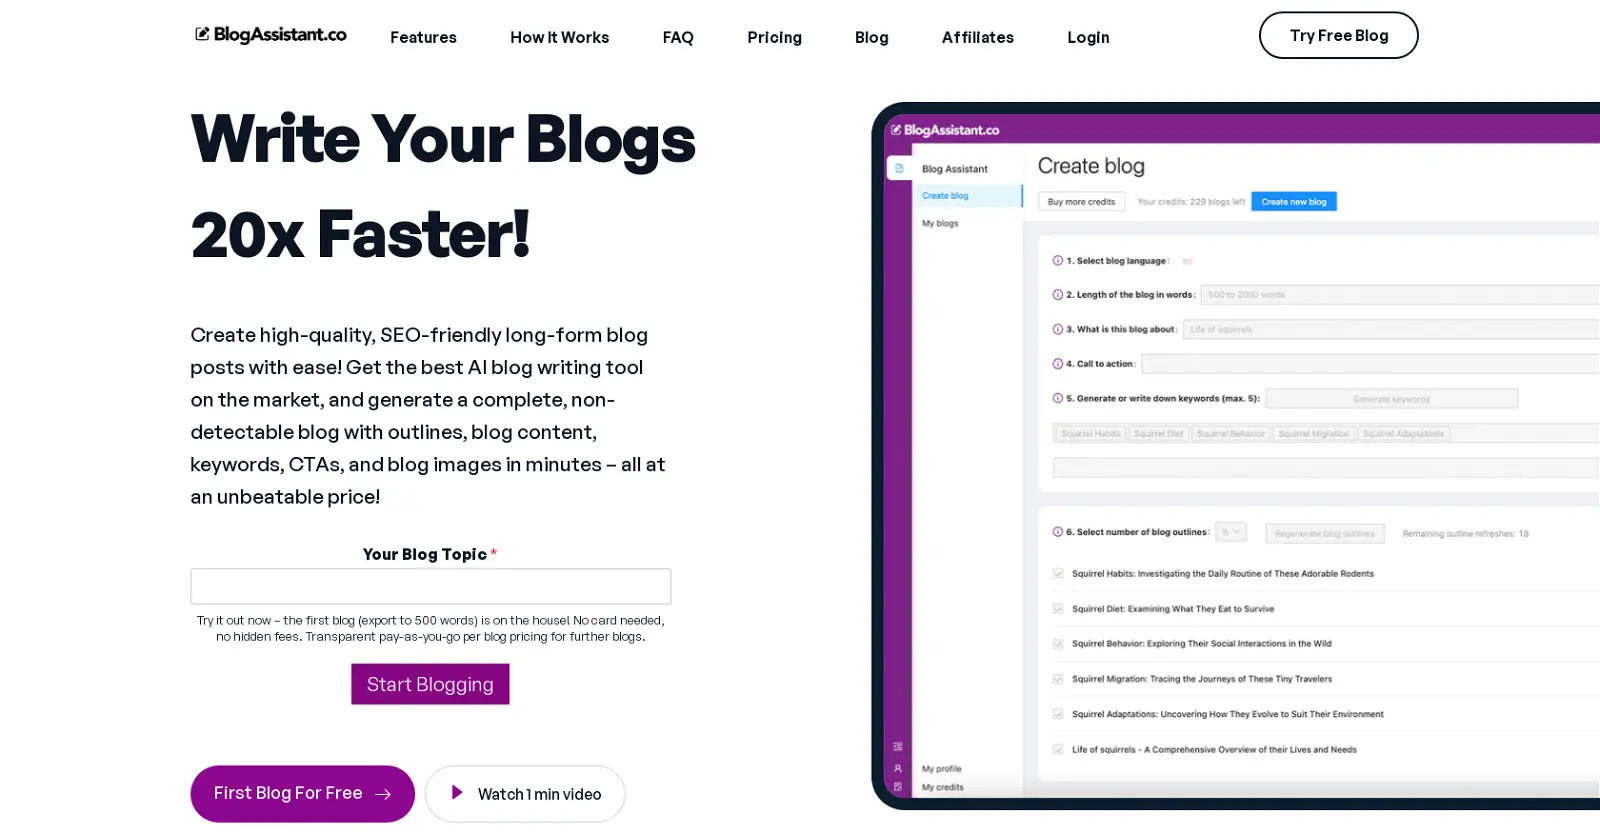 BlogAssistant.co
Features
How It Works
FAQ
Pricing
Blog
Affiliates
Login
Try Free Blog
Write Your Blogs
20x Faster!
Create high-quality, SEO-friendly long-form blog
posts with ease! Get the best AI blog writing tool
on the market, and generate a complete, non-
detectable blog with outlines, blog content,
keywords, CTAs, and blog images in minutes – all at
an unbeatable price!
Your Blog Topic *
Try it out now – the first blog (export to 500 words) is on the house! No card needed,
no hidden fees. Transparent pay-as-you-go per blog pricing for further blogs.
Start Blogging
First Blog For Free →
Watch 1 min video
BlogAssistant.co
Blog Assistant
Create blog
My blogs
My profile
My credits
Create blog
Buy more credits
Your credits: 229 blogs left
Create new blog
1. Select blog language:
2. Length of the blog in words:
600 to 2000 words
3. What is this blog about:
Life of squirrels
4. Call to action:
5. Generate or write down keywords (max. 5):
Generate keywords
Squirrel Habits
Squirrel Diet
Squirrel Behavior
Squirrel Migration
Squirrel Adaptations
6. Select number of blog outlines:
6
Regenerate blog outlines
Remaining outline refreshes: 19
Squirrel Habits: Investigating the Daily Routine of These Adorable Rodents
Squirrel Diet: Examining What They Eat to Survive
Squirrel Behavior: Exploring Their Social Interactions in the Wild
Squirrel Migration: Tracing the Journeys of These Tiny Travelers
Squirrel Adaptations: Uncovering How They Evolve to Suit Their Environment
Life of squirrels - A Comprehensive Overview of their Lives and Needs